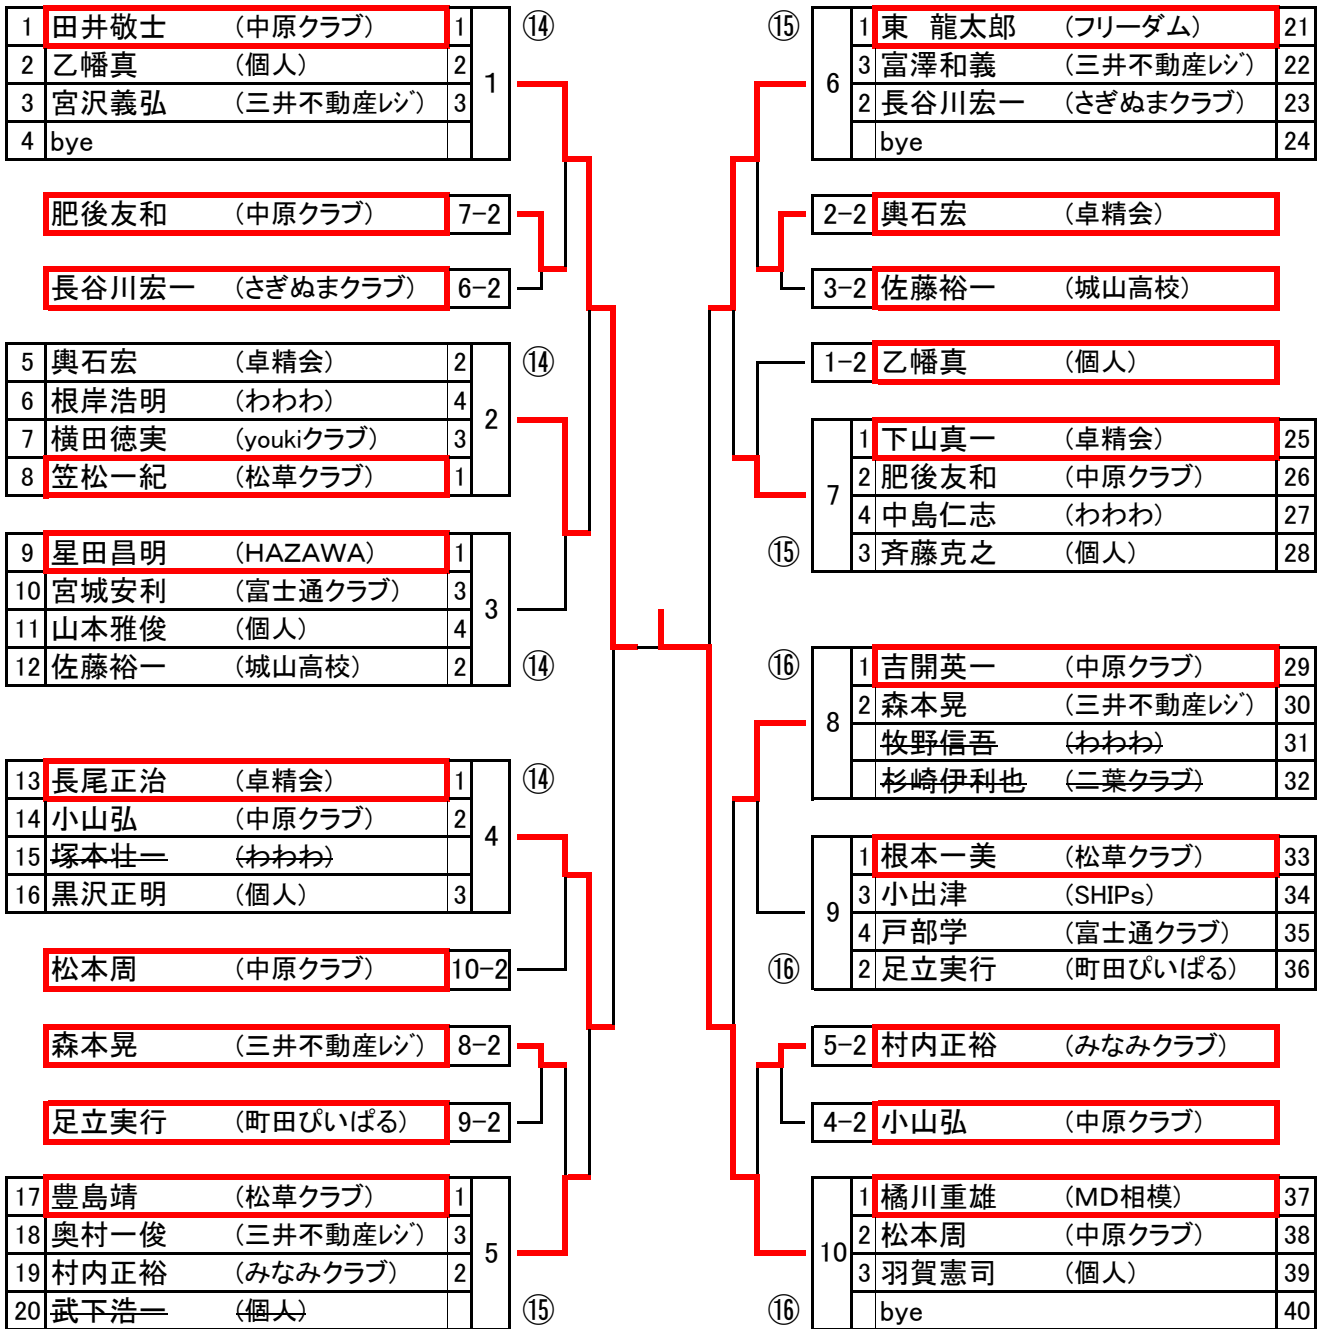 1 田井敬士 (中原クラブ) 1 ⑭
2 乙幡真 (個人) 2
1
3 宮沢義弘 (三井不動産レジ) 3
4 bye
肥後友和 (中原クラブ) 7-2
長谷川宏一 (さぎぬまクラブ) 6-2
5 輿石宏 (卓精会) 2 ⑭
6 根岸浩明 (わわわ) 4
2
7 横田徳実 (youkiクラブ) 3
8 笠松一紀 (松草クラブ) 1
9 星田昌明 (HAZAWA) 1
10 宮城安利 (富士通クラブ) 3
3
11 山本雅俊 (個人) 4
12 佐藤裕一 (城山高校) 2 ⑭
13 長尾正治 (卓精会) 1 ⑭
14 小山弘 (中原クラブ) 2
4
15 塚本壮一 (わわわ)
16 黒沢正明 (個人) 3
松本周 (中原クラブ) 10-2
森本晃 (三井不動産レジ) 8-2
足立実行 (町田ぴいぱる) 9-2
17 豊島靖 (松草クラブ) 1
18 奥村一俊 (三井不動産レジ) 3
5
19 村内正裕 (みなみクラブ) 2
20 武下浩一 (個人) ⑮
⑮ 1 東 龍太郎 (フリーダム) 21
3 富澤和義 (三井不動産レジ) 22
6
2 長谷川宏一 (さぎぬまクラブ) 23
bye 24
2-2 輿石宏 (卓精会)
3-2 佐藤裕一 (城山高校)
1-2 乙幡真 (個人)
1 下山真一 (卓精会) 25
2 肥後友和 (中原クラブ) 26
7
4 中島仁志 (わわわ) 27
⑮ 3 斉藤克之 (個人) 28
⑯ 1 吉開英一 (中原クラブ) 29
2 森本晃 (三井不動産レジ) 30
8
牧野信吾 (わわわ) 31
杉崎伊利也 (二葉クラブ) 32
1 根本一美 (松草クラブ) 33
3 小出津 (SHIPs) 34
9
4 戸部学 (富士通クラブ) 35
⑯ 2 足立実行 (町田ぴいぱる) 36
5-2 村内正裕 (みなみクラブ)
4-2 小山弘 (中原クラブ)
1 橘川重雄 (MD相模) 37
2 松本周 (中原クラブ) 38
10
3 羽賀憲司 (個人) 39
⑯ bye 40